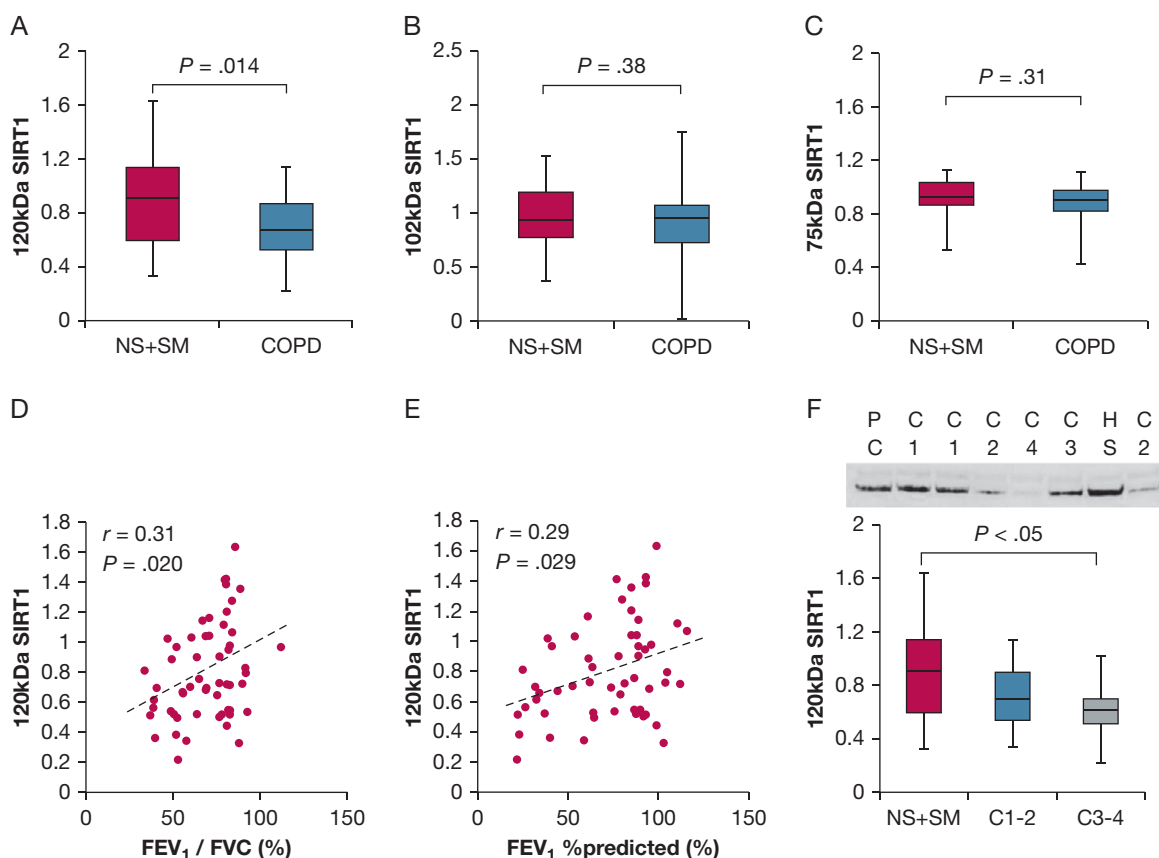 A
2
1.6
1.2
0.8
0.4
0
120kDa SIRT1
P = .014
NS+SM
COPD
B
2.5
2
1.5
1
0.5
0
102kDa SIRT1
P = .38
NS+SM
COPD
C
2
1.6
1.2
0.8
0.4
0
75kDa SIRT1
P = .31
NS+SM
COPD
D
1.8
1.6
1.4
1.2
1
0.8
0.6
0.4
0.2
0
120kDa SIRT1
r = 0.31
P = .020
0 50 100 150
FEV₁ / FVC (%)
E
1.8
1.6
1.4
1.2
1
0.8
0.6
0.4
0.2
0
120kDa SIRT1
r = 0.29
P = .029
0 50 100 150
FEV₁ %predicted (%)
F
P C C C C C H C
C 1 1 2 4 3 S 2
2
1.6
1.2
0.8
0.4
0
120kDa SIRT1
P < .05
NS+SM
C1-2
C3-4